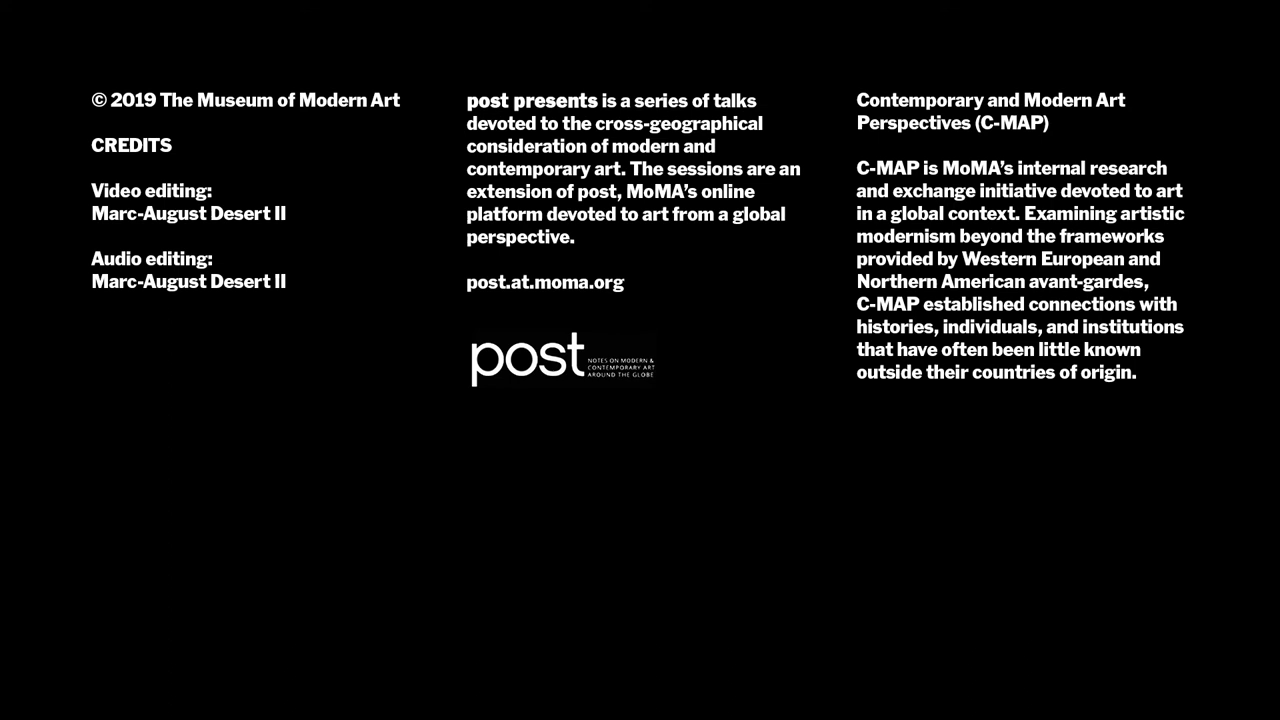 © 2019 The Museum of Modern Art
CREDITS
Video editing:
Marc-August Desert II
Audio editing:
Marc-August Desert II
post presents is a series of talks
devoted to the cross-geographical
consideration of modern and
contemporary art. The sessions are an
extension of post, MoMA’s online
platform devoted to art from a global
perspective.
post.at.moma.org
post
NOTES ON MODERN &
CONTEMPORARY ART
AROUND THE GLOBE
Contemporary and Modern Art
Perspectives (C-MAP)
C-MAP is MoMA’s internal research
and exchange initiative devoted to art
in a global context. Examining artistic
modernism beyond the frameworks
provided by Western European and
Northern American avant-gardes,
C-MAP established connections with
histories, individuals, and institutions
that have often been little known
outside their countries of origin.